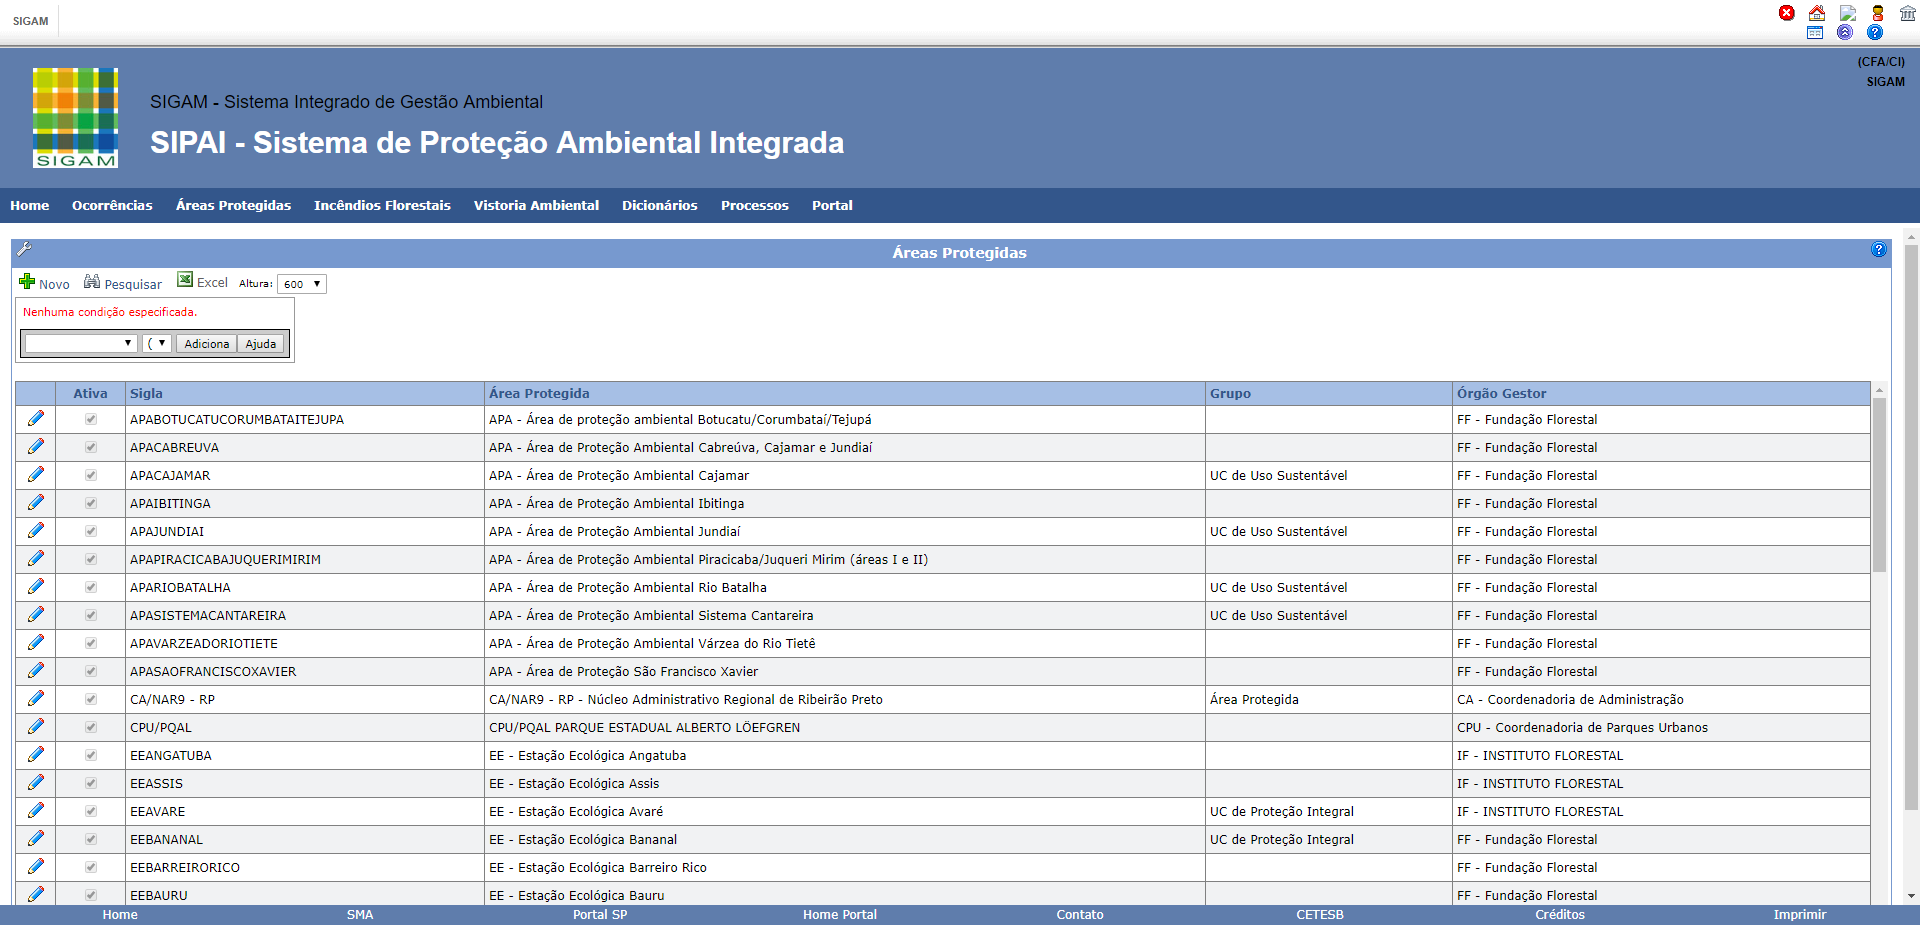 SIGAM
(CFA/CI)
SIGAM
SIGAM
SIGAM - Sistema Integrado de Gestão Ambiental
SIPAI - Sistema de Proteção Ambiental Integrada
Home Ocorrências Áreas Protegidas Incêndios Florestais Vistoria Ambiental Dicionários Processos Portal
Áreas Protegidas
Novo Pesquisar Excel Altura: 600
Nenhuma condição especificada.
( Adiciona Ajuda
Ativa Sigla Área Protegida Grupo Órgão Gestor
APABOTUCATUCORUMBATAITEJUPA APA - Área de proteção ambiental Botucatu/Corumbataí/Tejupá FF - Fundação Florestal
APACABREUVA APA - Área de Proteção Ambiental Cabreúva, Cajamar e Jundiaí FF - Fundação Florestal
APACAJAMAR APA - Área de Proteção Ambiental Cajamar UC de Uso Sustentável FF - Fundação Florestal
APAIBITINGA APA - Área de Proteção Ambiental Ibitinga FF - Fundação Florestal
APAJUNDIAI APA - Área de Proteção Ambiental Jundiaí UC de Uso Sustentável FF - Fundação Florestal
APAPIRACICABAJUQUERIMIRIM APA - Área de Proteção Ambiental Piracicaba/Juqueri Mirim (áreas I e II) FF - Fundação Florestal
APARIOBATALHA APA - Área de Proteção Ambiental Rio Batalha UC de Uso Sustentável FF - Fundação Florestal
APASISTEMACANTAREIRA APA - Área de Proteção Ambiental Sistema Cantareira UC de Uso Sustentável FF - Fundação Florestal
APAVARZEADORIOTIETE APA - Área de Proteção Ambiental Várzea do Rio Tietê FF - Fundação Florestal
APASAOFRANCISCOXAVIER APA - Área de Proteção São Francisco Xavier FF - Fundação Florestal
CA/NAR9 - RP CA/NAR9 - RP - Núcleo Administrativo Regional de Ribeirão Preto Área Protegida CA - Coordenadoria de Administração
CPU/PQAL CPU/PQAL PARQUE ESTADUAL ALBERTO LÖEFGREN CPU - Coordenadoria de Parques Urbanos
EEANGATUBA EE - Estação Ecológica Angatuba IF - INSTITUTO FLORESTAL
EEASSIS EE - Estação Ecológica Assis IF - INSTITUTO FLORESTAL
EEAVARE EE - Estação Ecológica Avaré UC de Proteção Integral IF - INSTITUTO FLORESTAL
EEBANANAL EE - Estação Ecológica Bananal UC de Proteção Integral FF - Fundação Florestal
EEBARREIRORICO EE - Estação Ecológica Barreiro Rico FF - Fundação Florestal
EEBAURU EE - Estação Ecológica Bauru FF - Fundação Florestal
Home SMA Portal SP Home Portal Contato CETESB Créditos Imprimir